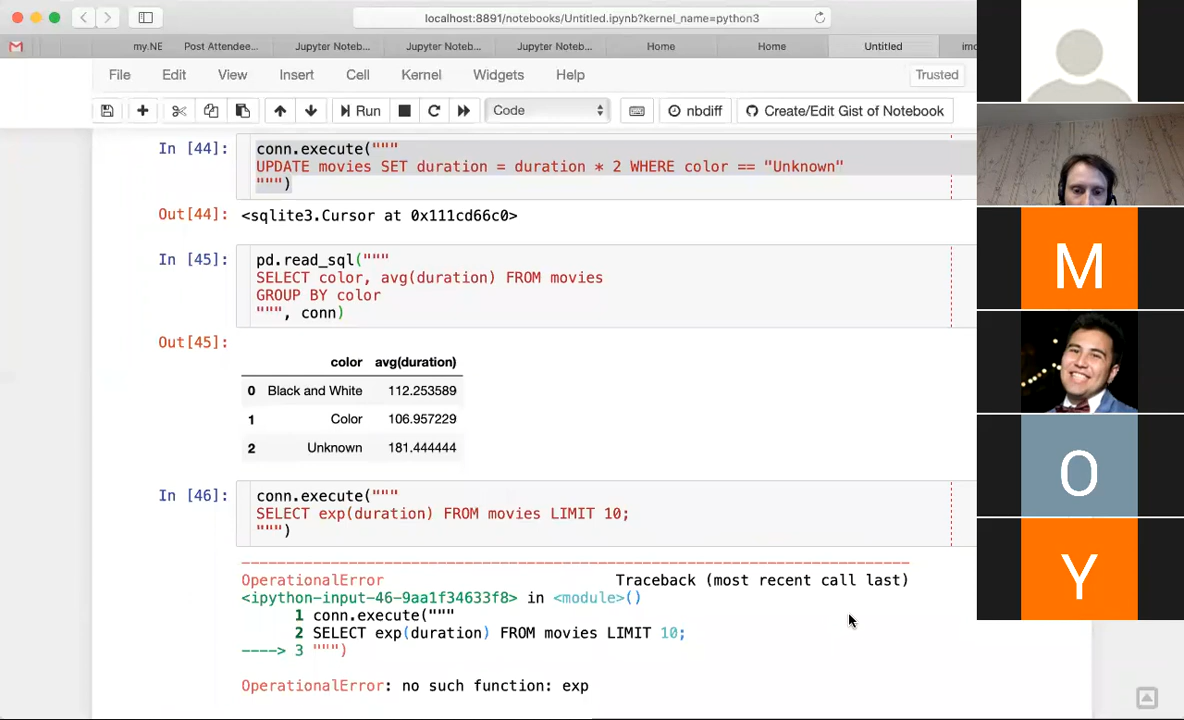 localhost:8891/notebooks/Untitled.ipynb?kernel_name=python3
my.NE Post Attendee... Jupyter Noteb... Jupyter Noteb... Jupyter Noteb... Home Home Untitled imd
File Edit View Insert Cell Kernel Widgets Help Trusted
Run Code nbdiff Create/Edit Gist of Notebook
In [44]: conn.execute("""
UPDATE movies SET duration = duration * 2 WHERE color == "Unknown"
""")
Out[44]: <sqlite3.Cursor at 0x111cd66c0>
In [45]: pd.read_sql("""
SELECT color, avg(duration) FROM movies
GROUP BY color
""", conn)
Out[45]:
color avg(duration)
0 Black and White 112.253589
1 Color 106.957229
2 Unknown 181.444444
In [46]: conn.execute("""
SELECT exp(duration) FROM movies LIMIT 10;
""")
OperationalError Traceback (most recent call last)
<ipython-input-46-9aa1f34633f8> in <module>()
1 conn.execute("""
2 SELECT exp(duration) FROM movies LIMIT 10;
----> 3 """)
OperationalError: no such function: exp
M
O
Y